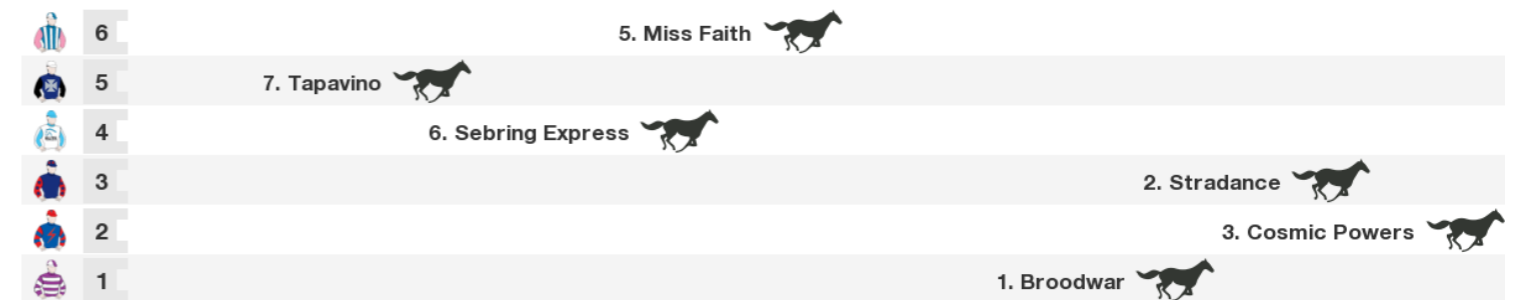 6 5. Miss Faith
5 7. Tapavino
4 6. Sebring Express
3 2. Stradance
2 3. Cosmic Powers
1 1. Broodwar